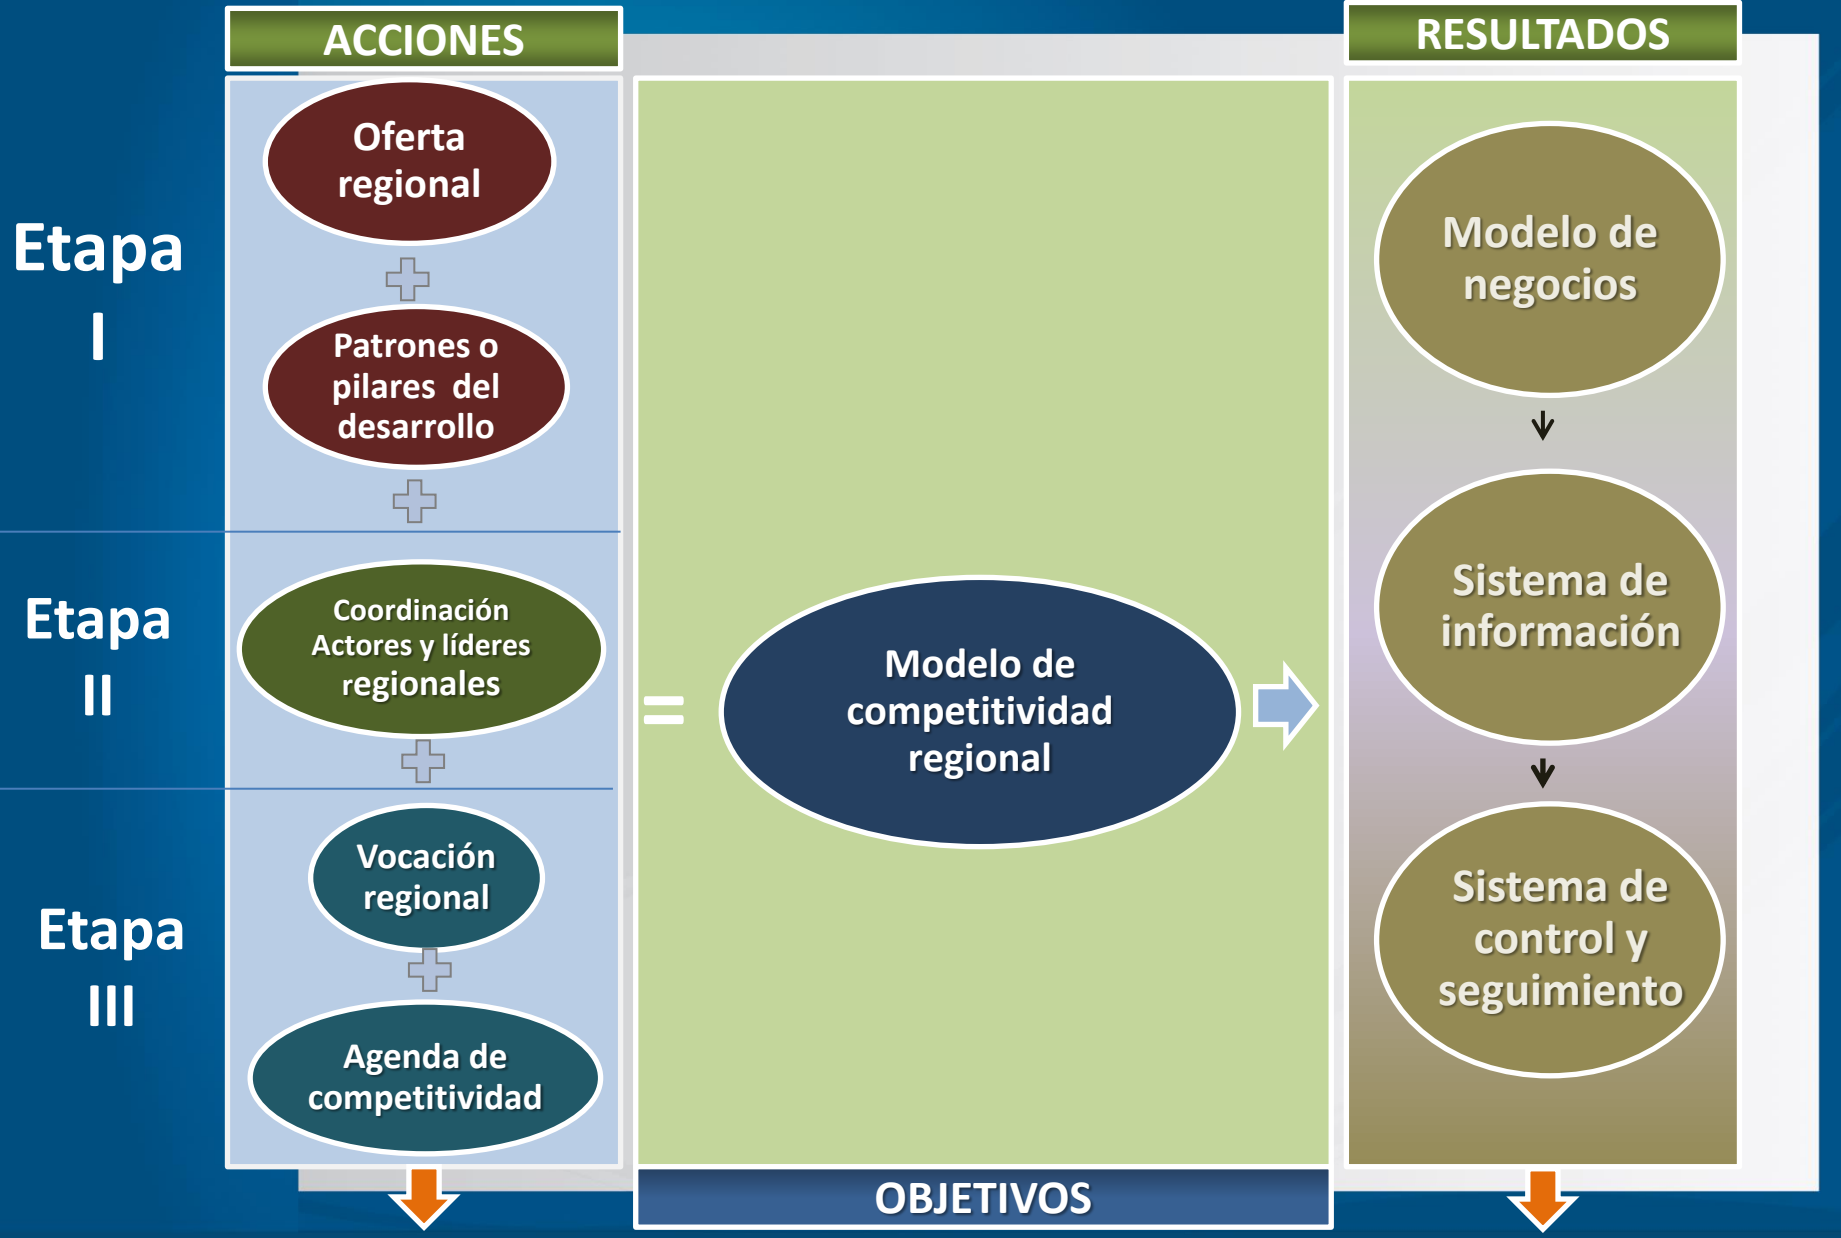 ACCIONES
RESULTADOS
Etapa
I
Oferta
regional
Patrones o
pilares del
desarrollo
Etapa
II
Coordinación
Actores y líderes
regionales
Etapa
III
Vocación
regional
Agenda de
competitividad
=
Modelo de
competitividad
regional
OBJETIVOS
Modelo de
negocios
Sistema de
información
Sistema de
control y
seguimiento